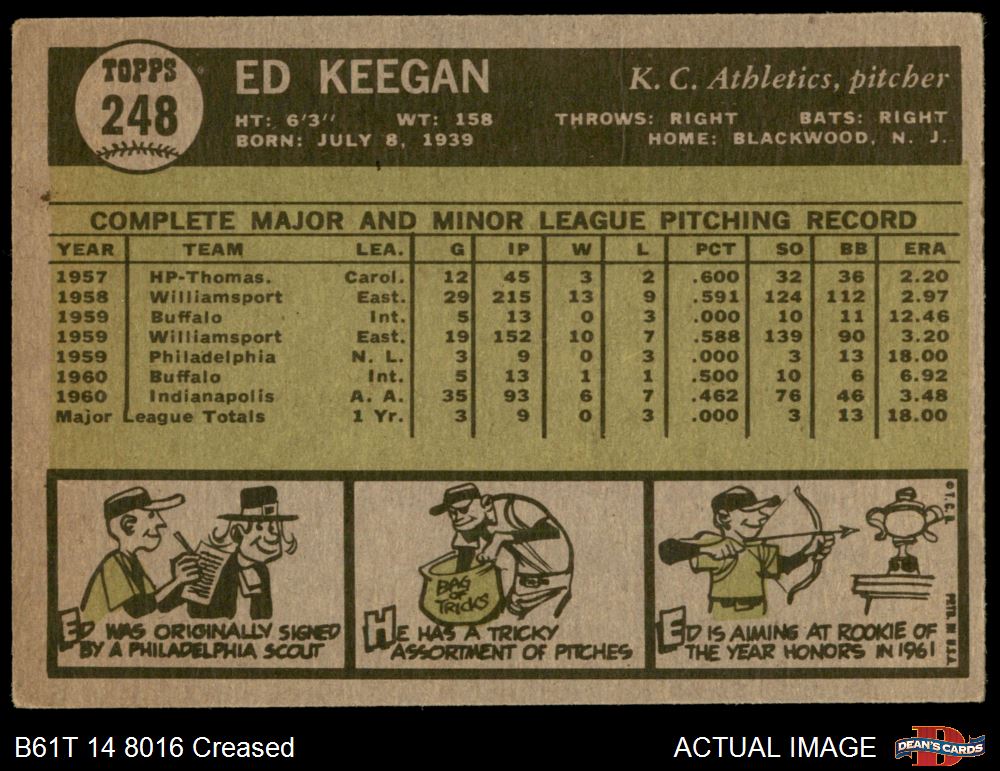 TOPPS
248
ED KEEGAN
K. C. Athletics, pitcher
HT: 6'3'' WT: 158 THROWS: RIGHT BATS: RIGHT
BORN: JULY 8, 1939 HOME: BLACKWOOD, N. J.
COMPLETE MAJOR AND MINOR LEAGUE PITCHING RECORD
YEAR TEAM LEA. G IP W L PCT SO BB ERA
1957 HP-Thomas. Carol. 12 45 3 2 .600 32 36 2.20
1958 Williamsport East. 29 215 13 9 .591 124 112 2.97
1959 Buffalo Int. 5 13 0 3 .000 10 11 12.46
1959 Williamsport East. 19 152 10 7 .588 139 90 3.20
1959 Philadelphia N. L. 3 9 0 3 .000 3 13 18.00
1960 Buffalo Int. 5 13 1 1 .500 10 6 6.92
1960 Indianapolis A. A. 35 93 6 7 .462 76 46 3.48
Major League Totals 1 Yr. 3 9 0 3 .000 3 13 18.00
ED WAS ORIGINALLY SIGNED
BY A PHILADELPHIA SCOUT
BAG
OF
TRICKS
HE HAS A TRICKY
ASSORTMENT OF PITCHES
ED IS AIMING AT ROOKIE OF
THE YEAR HONORS IN 1961
© T. C. G.
PRTD. IN U.S.A.
B61T 14 8016 Creased
ACTUAL IMAGE
DEAN'S CARDS